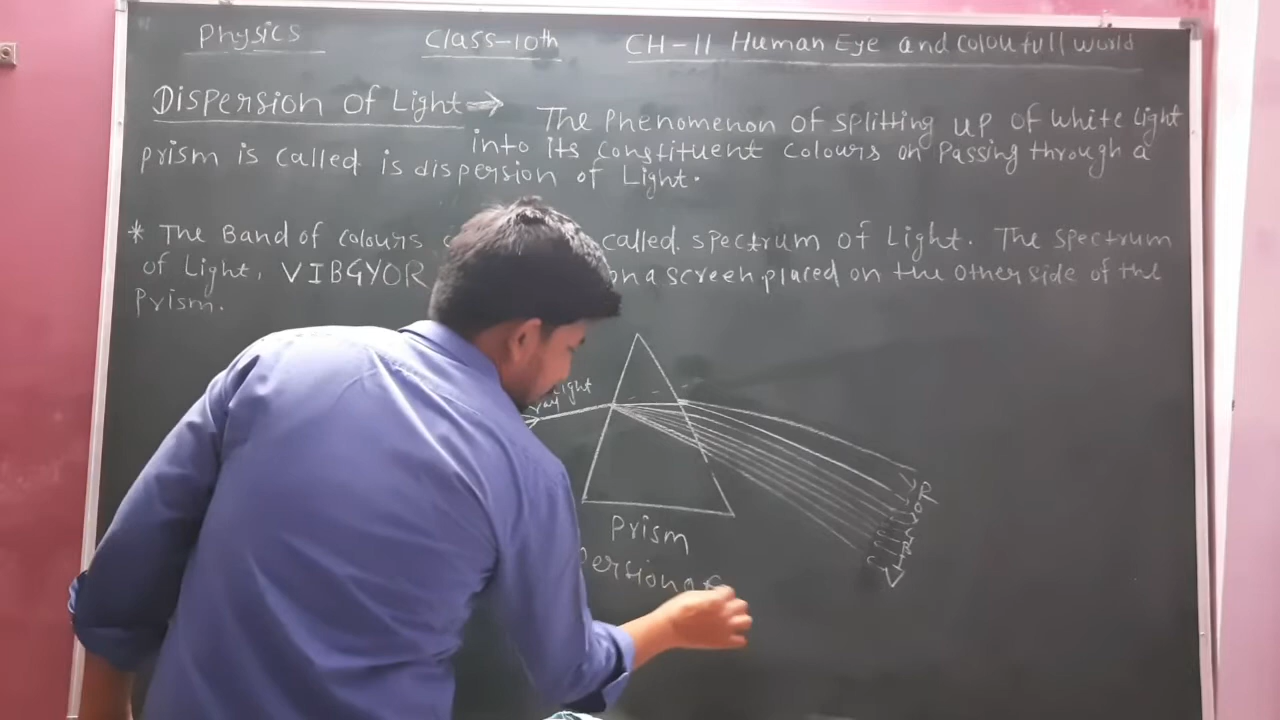 Physics Class-10th CH-11 Human Eye and Colourfull World
Dispersion of Light → The Phenomenon of splitting up of white Light
into its constituent colours on Passing through a
prism is called is dispersion of Light.
* The Band of colours called spectrum of Light. The spectrum
of Light, VIBGYOR on a screen placed on the other side of the
Prism.
Light
ray
R
Prism